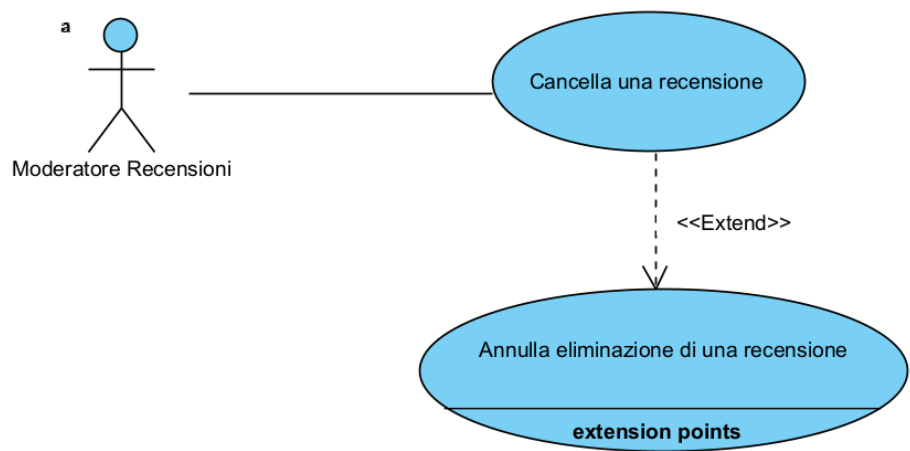 a
Cancella una recensione
Moderatore Recensioni
<<Extend>>
Annulla eliminazione di una recensione
extension points